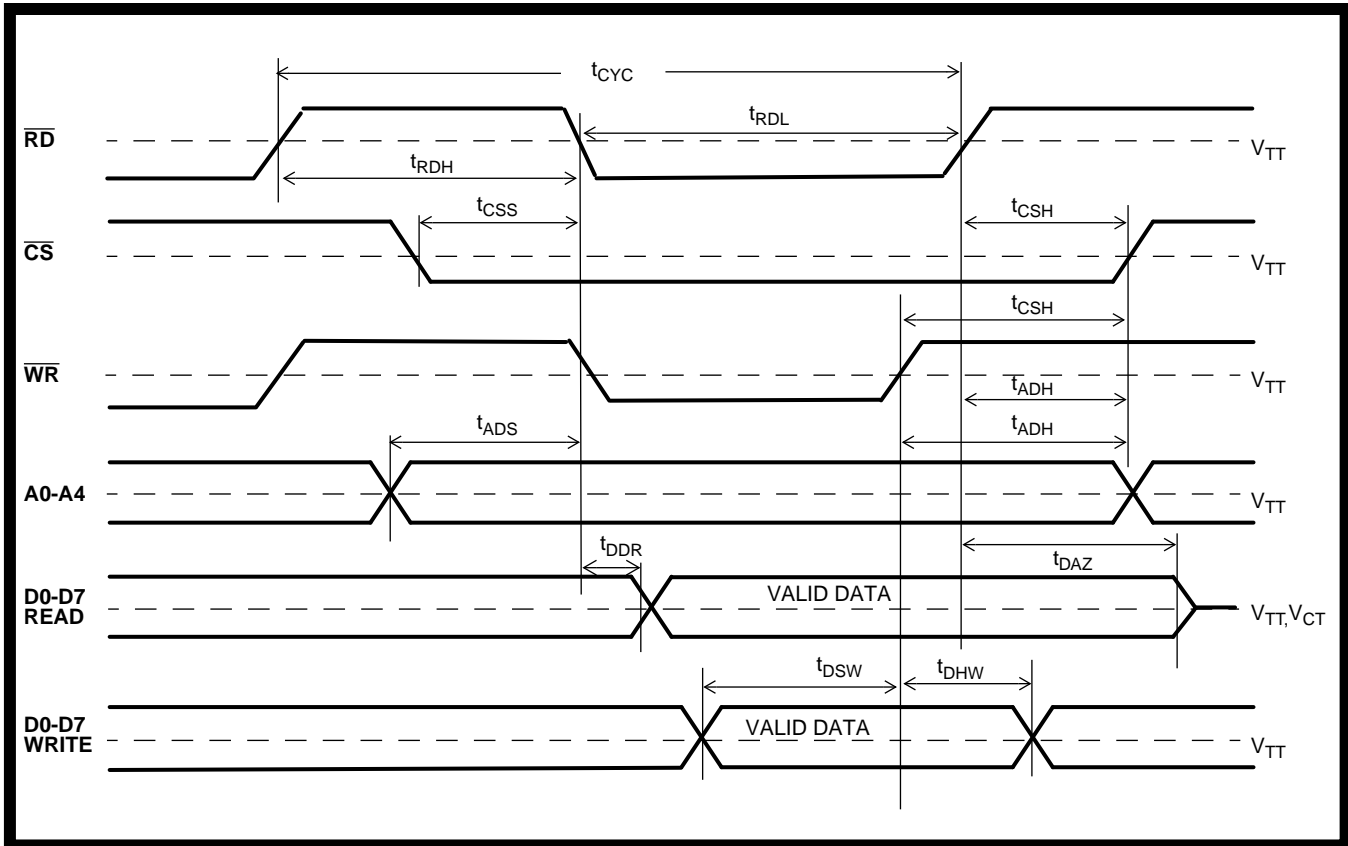 tCYC
tRDL
RD
VTT
tRDH
tCSS
tCSH
CS
VTT
tCSH
WR
VTT
tADH
tADS
tADH
A0-A4
VTT
tDDR
tDAZ
D0-D7
READ
VALID DATA
VTT,VCT
tDSW
tDHW
D0-D7
WRITE
VALID DATA
VTT